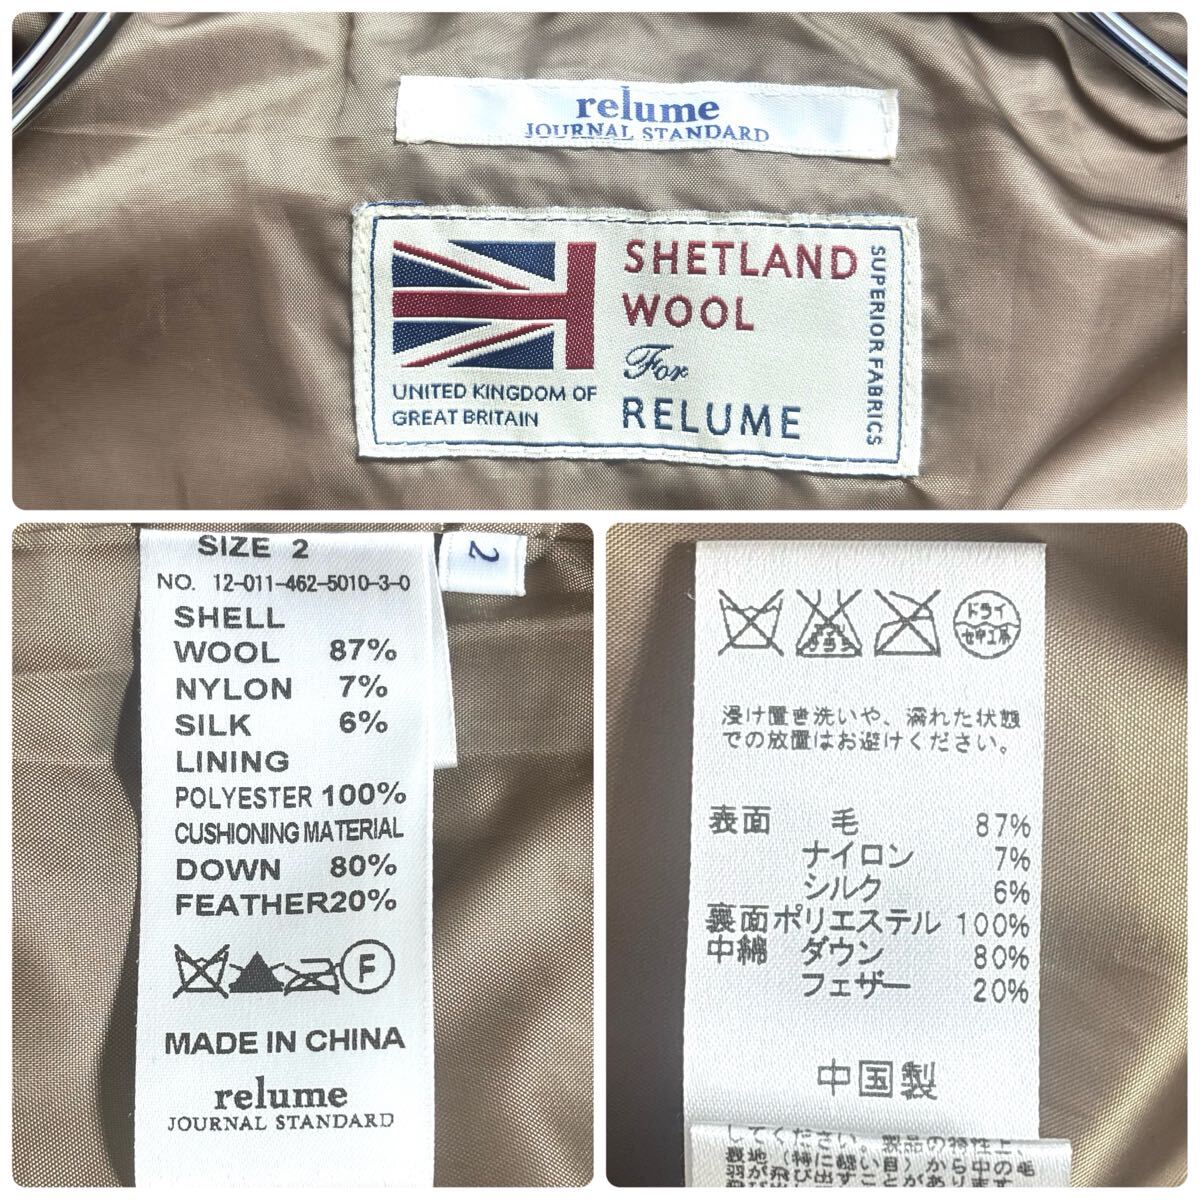 relume
JOURNAL STANDARD
SHETLAND
WOOL
For
RELUME
SUPERIOR FABRICS
UNITED KINGDOM OF
GREAT BRITAIN
SIZE 2
2
NO. 12-011-462-5010-3-0
SHELL
WOOL 87%
NYLON 7%
SILK 6%
LINING
POLYESTER 100%
CUSHIONING MATERIAL
DOWN 80%
FEATHER20%
F
MADE IN CHINA
relume
JOURNAL STANDARD
ドライ
セキユ系
浸け置き洗いや、濡れた状態
での放置はお避けください。
表面 毛 87%
ナイロン 7%
シルク 6%
裏面 ポリエステル 100%
中綿 ダウン 80%
フェザー 20%
中国製